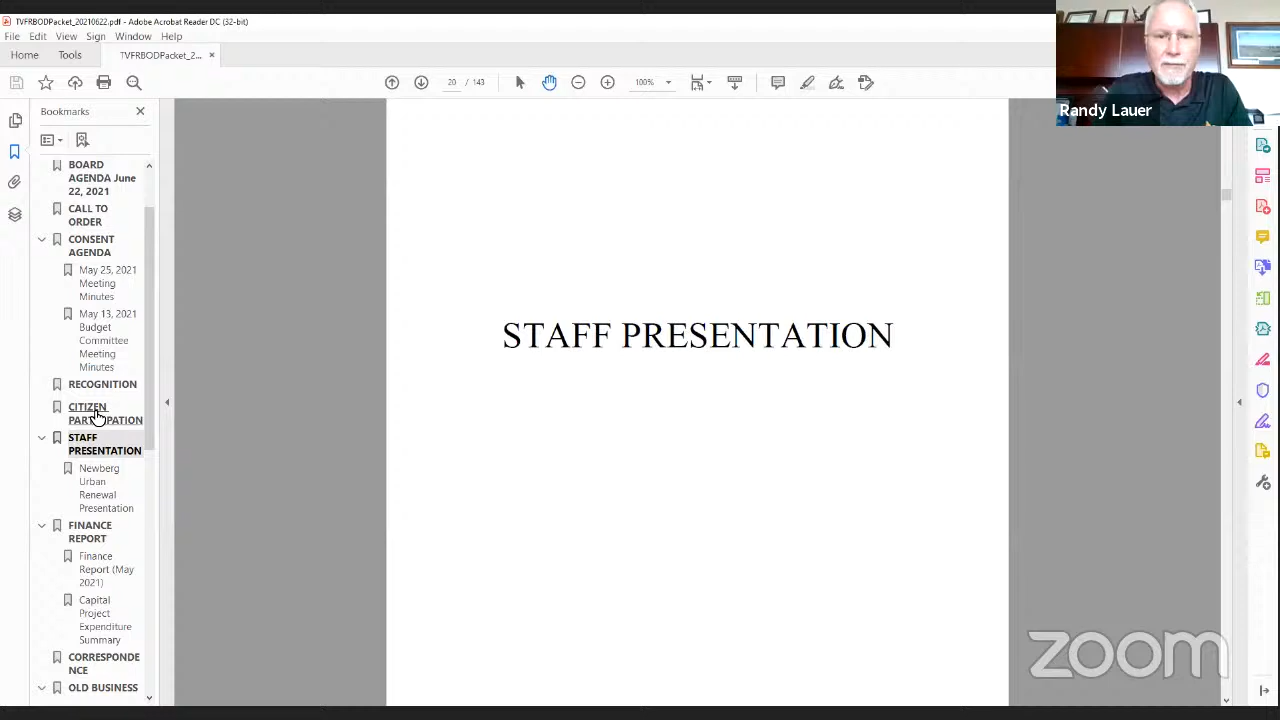 TVFRBODPacket_20210622.pdf - Adobe Acrobat Reader DC (32-bit)
File Edit View Sign Window Help
Home Tools TVFRBODPacket_2... ×
20 / 143 100%
Randy Lauer
Bookmarks
BOARD
AGENDA June
22, 2021
CALL TO
ORDER
CONSENT
AGENDA
May 25, 2021
Meeting
Minutes
May 13, 2021
Budget
Committee
Meeting
Minutes
RECOGNITION
CITIZEN
PARTICIPATION
STAFF
PRESENTATION
Newberg
Urban
Renewal
Presentation
FINANCE
REPORT
Finance
Report (May
2021)
Capital
Project
Expenditure
Summary
CORRESPONDE
NCE
OLD BUSINESS
STAFF PRESENTATION
zoom